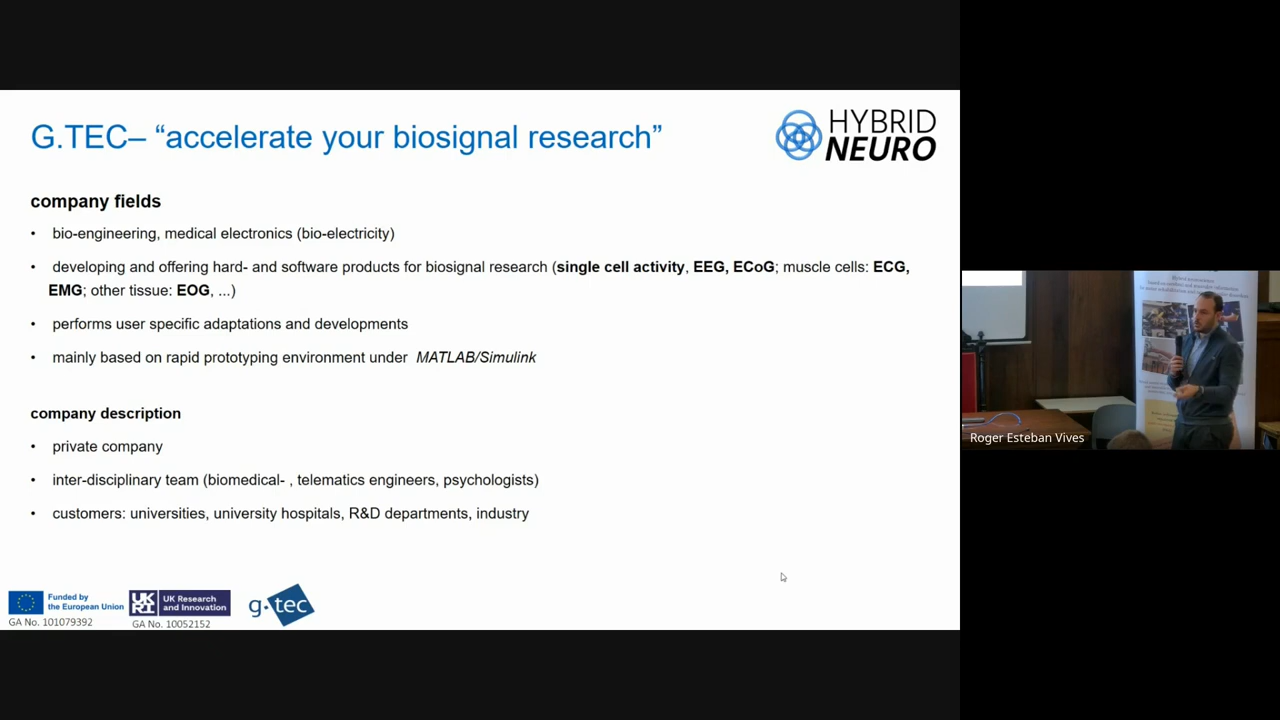 G.TEC– “accelerate your biosignal research”
HYBRID
NEURO
company fields
• bio-engineering, medical electronics (bio-electricity)
• developing and offering hard- and software products for biosignal research (single cell activity, EEG, ECoG; muscle cells: ECG,
EMG; other tissue: EOG, ...)
• performs user specific adaptations and developments
• mainly based on rapid prototyping environment under MATLAB/Simulink
company description
• private company
• inter-disciplinary team (biomedical- , telematics engineers, psychologists)
• customers: universities, university hospitals, R&D departments, industry
Funded by
the European Union
GA No. 101079392
UKRI
UK Research
and Innovation
GA No. 10052152
g.tec
Roger Esteban Vives